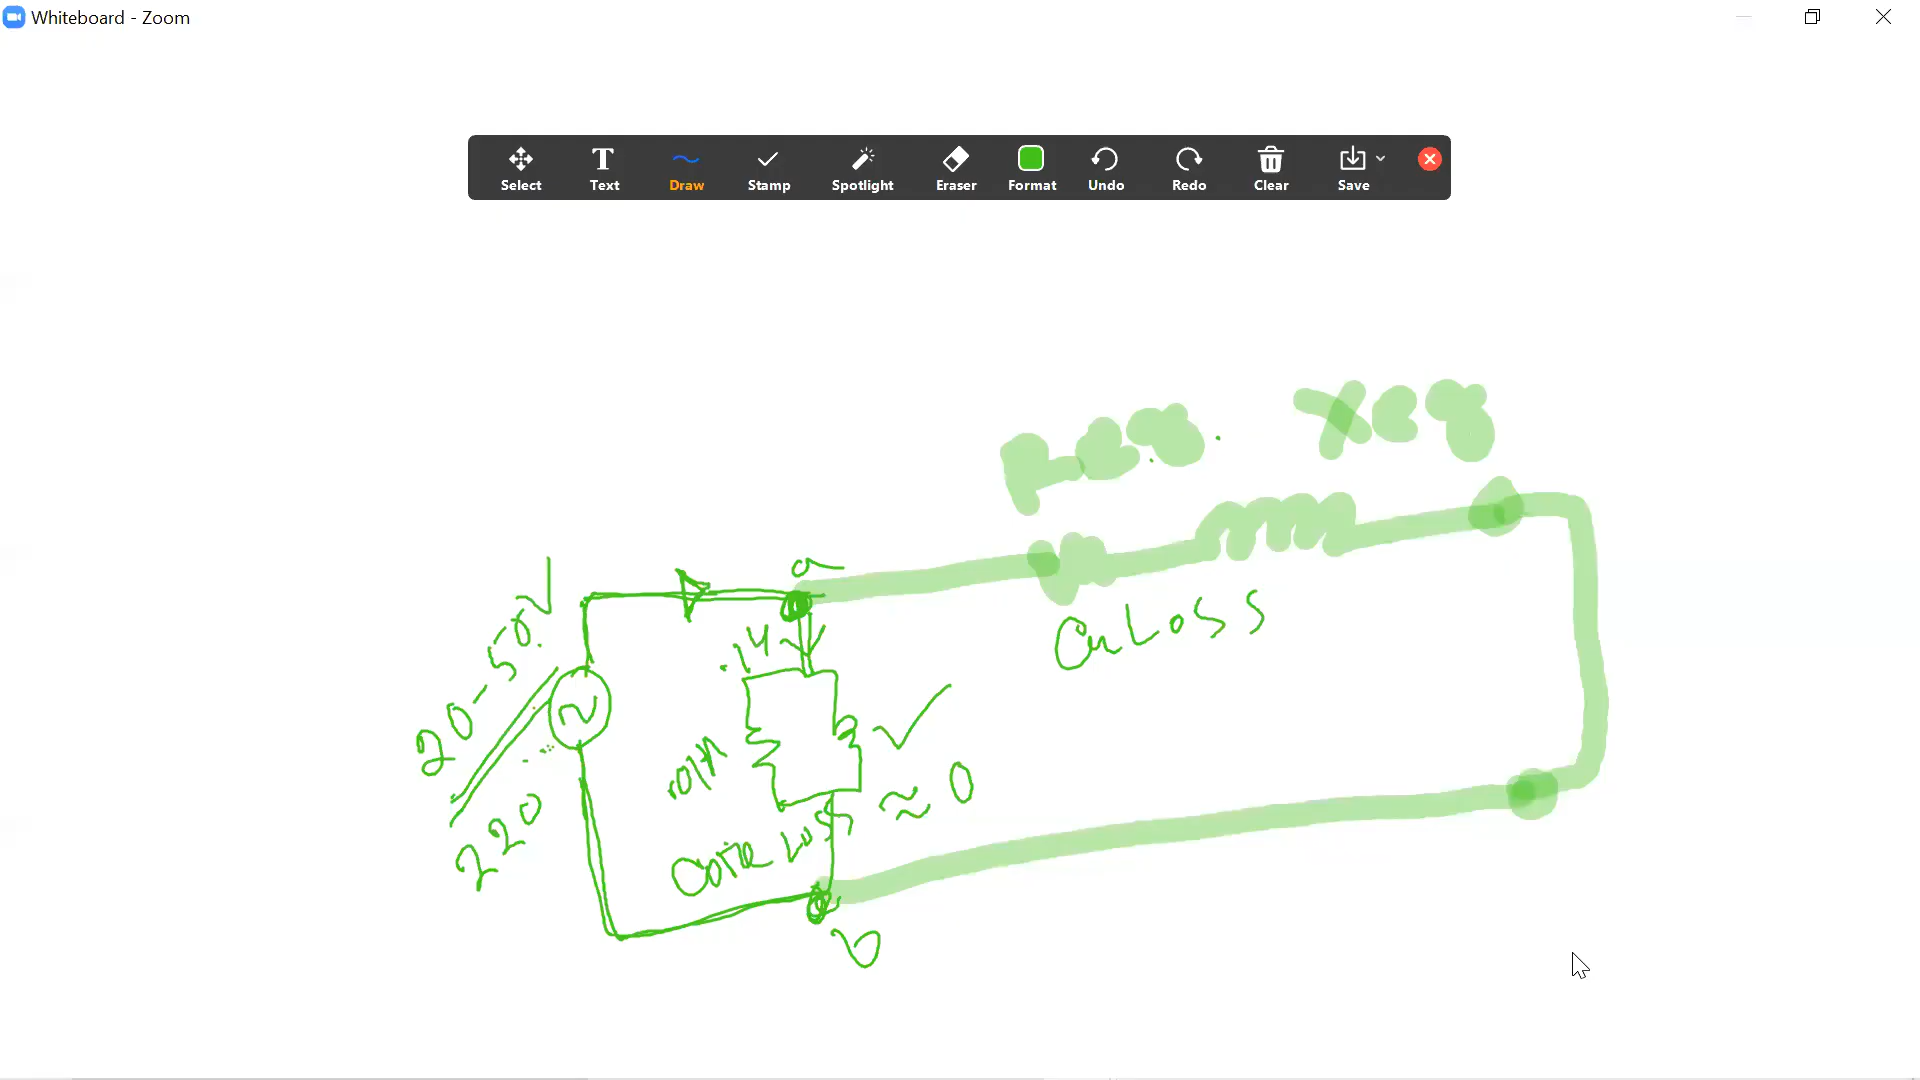 Whiteboard - Zoom
Select Text Draw Stamp Spotlight Eraser Format Undo Redo Clear Save
Req. Xeq
a
20-50V
220
.14
Cu Loss
Core Loss ≈ 0
b